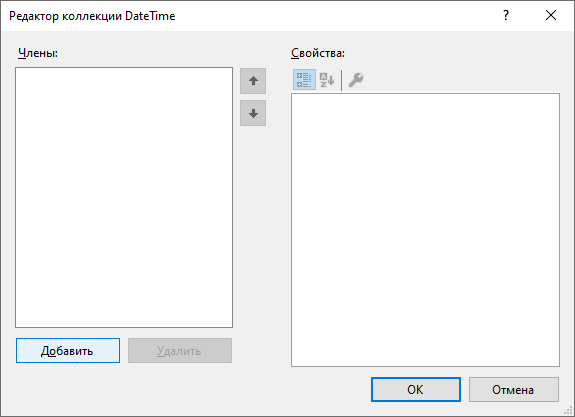 Редактор коллекции DateTime
?
Члены:
Свойства:
A
Z
Добавить
Удалить
OK
Отмена